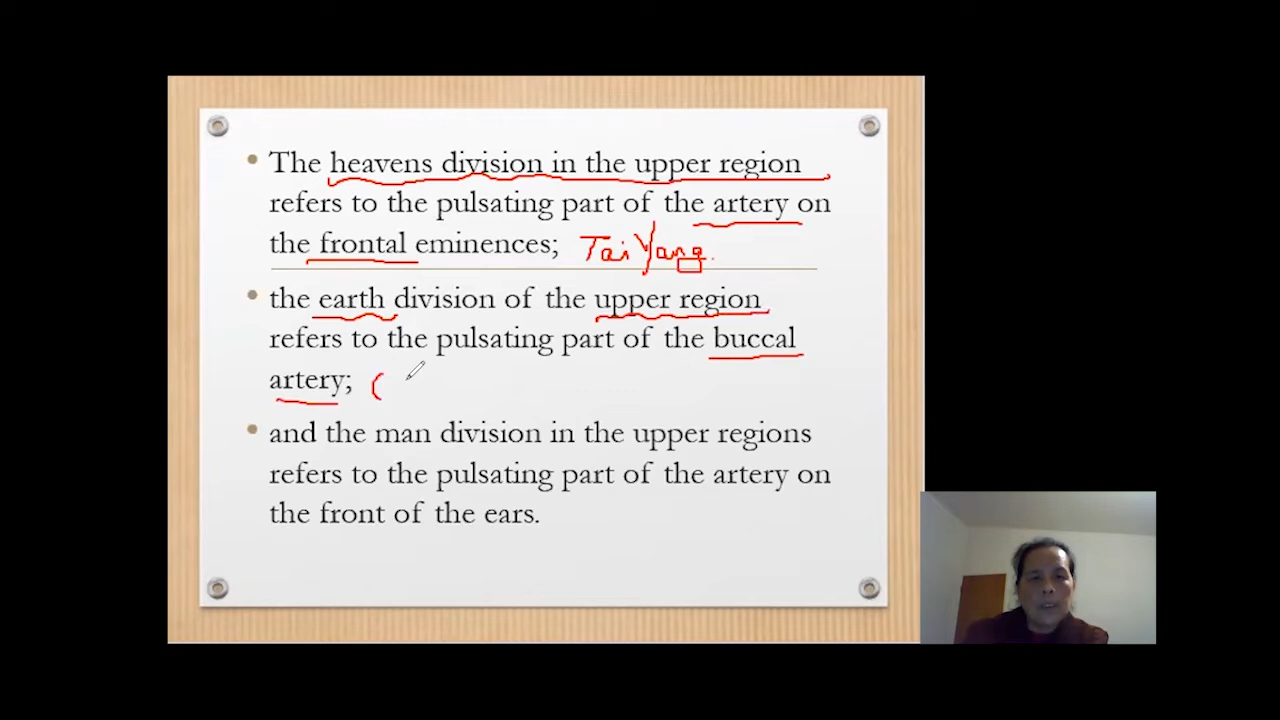 • The heavens division in the upper region
refers to the pulsating part of the artery on
the frontal eminences; Tai Yang.
• the earth division of the upper region
refers to the pulsating part of the buccal
artery; (
• and the man division in the upper regions
refers to the pulsating part of the artery on
the front of the ears.